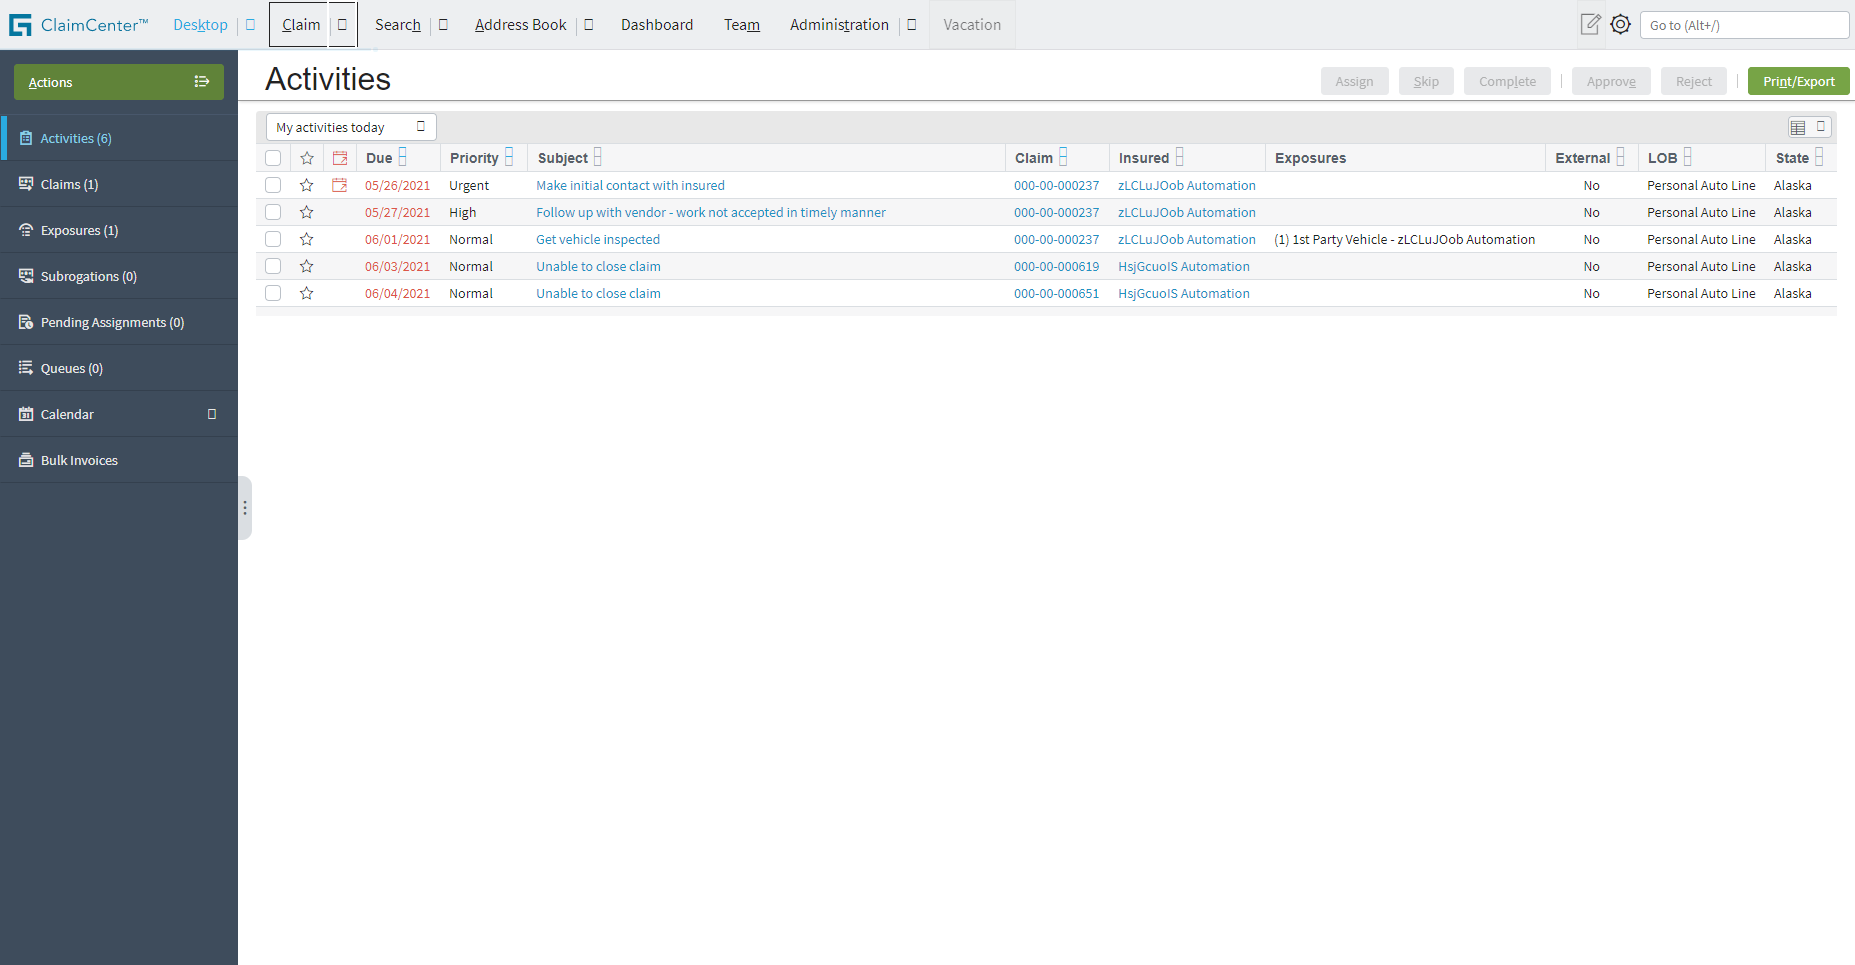 ClaimCenter™ Desktop Claim Search Address Book Dashboard Team Administration Vacation Go to (Alt+/)
Actions
Activities (6)
Claims (1)
Exposures (1)
Subrogations (0)
Pending Assignments (0)
Queues (0)
Calendar
Bulk Invoices
Activities
Assign Skip Complete Approve Reject Print/Export
My activities today
Due Priority Subject Claim Insured Exposures External LOB State
05/26/2021 Urgent Make initial contact with insured 000-00-000237 zLCLuJOob Automation No Personal Auto Line Alaska
05/27/2021 High Follow up with vendor - work not accepted in timely manner 000-00-000237 zLCLuJOob Automation No Personal Auto Line Alaska
06/01/2021 Normal Get vehicle inspected 000-00-000237 zLCLuJOob Automation (1) 1st Party Vehicle - zLCLuJOob Automation No Personal Auto Line Alaska
06/03/2021 Normal Unable to close claim 000-00-000619 HsjGcuoIS Automation No Personal Auto Line Alaska
06/04/2021 Normal Unable to close claim 000-00-000651 HsjGcuoIS Automation No Personal Auto Line Alaska